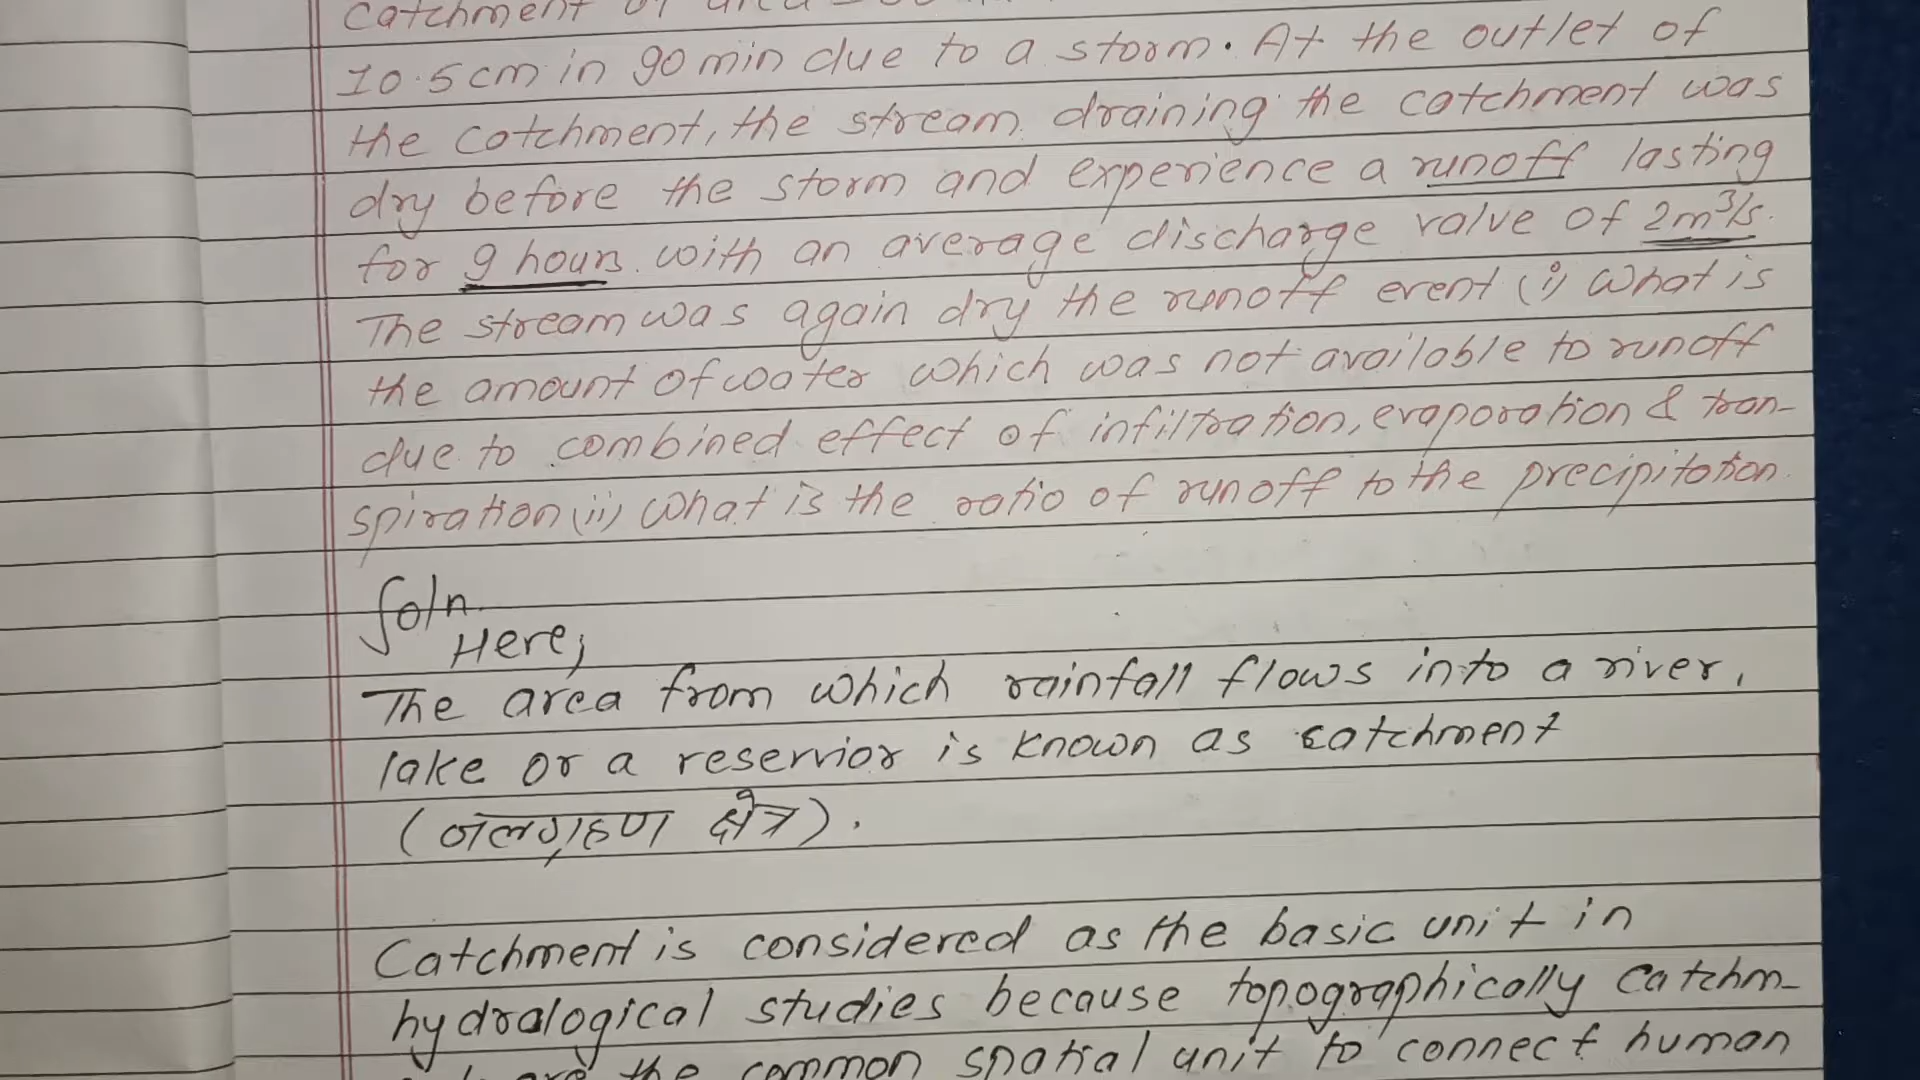 catchment of area
10.5cm in 90 min due to a storm. At the outlet of
the catchment, the stream draining the catchment was
dry before the storm and experience a runoff lasting
for 9 hours with an average discharge value of 2m³/s.
The stream was again dry the runoff event (i) What is
the amount of water which was not available to runoff
due to combined effect of infiltration, evaporation & tran-
spiration (ii) What is the ratio of runoff to the precipitation.
Soln.
Here,
The area from which rainfall flows into a river,
lake or a reservior is known as catchment
(जलग्रहण क्षेत्र).
Catchment is considered as the basic unit in
hydrological studies because topographically catchm-
the common spatial unit to connect human